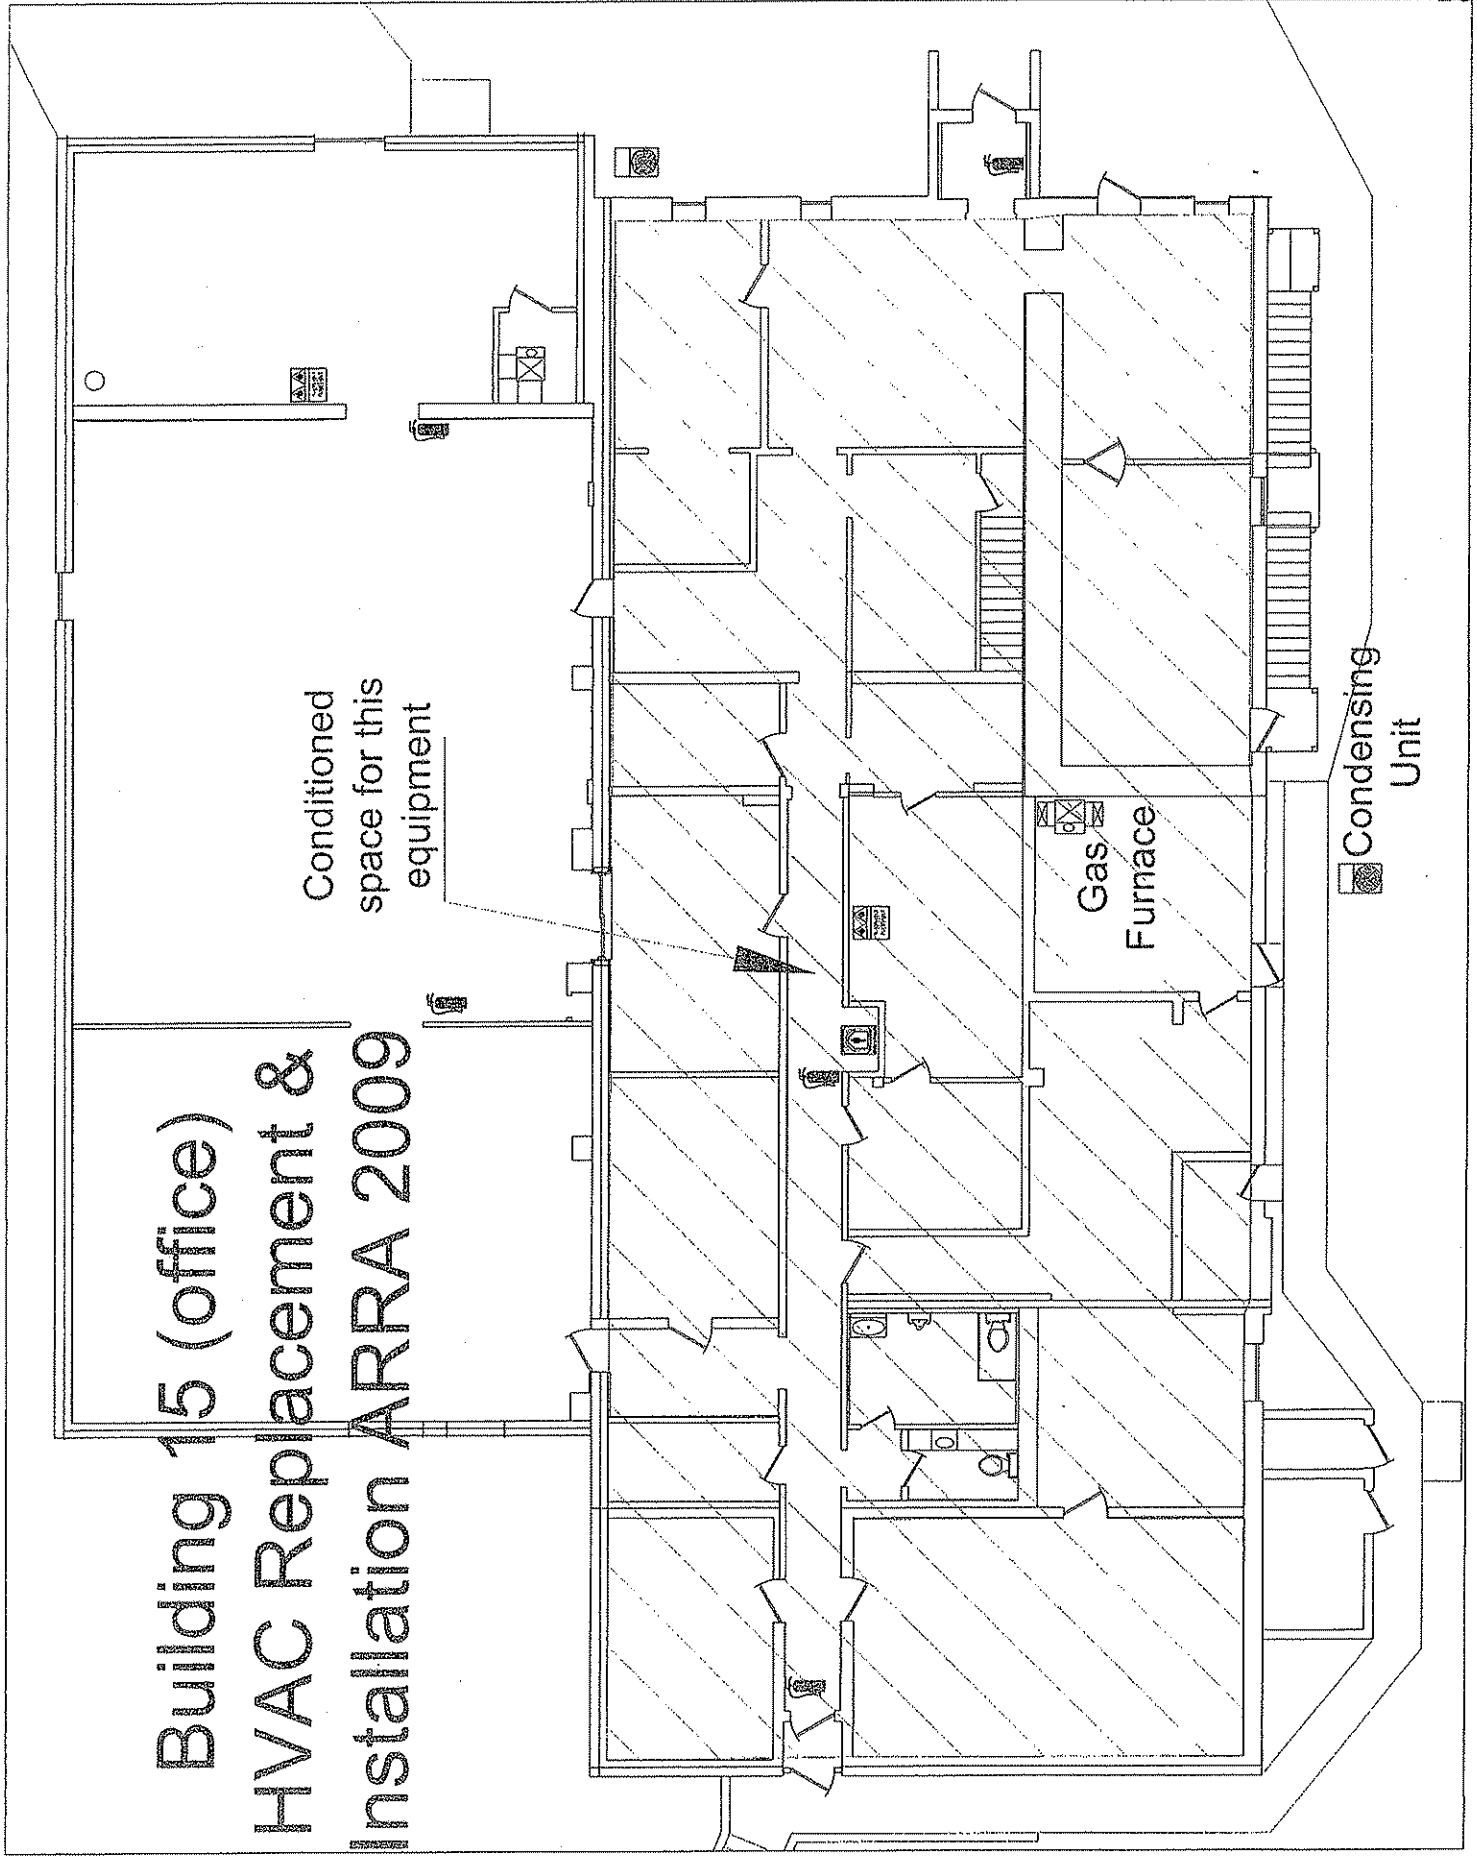 Building 15 (office)
HVAC Replacement &
Installation ARRA 2009
Conditioned
space for this
equipment
Gas
Furnace
Condensing
Unit